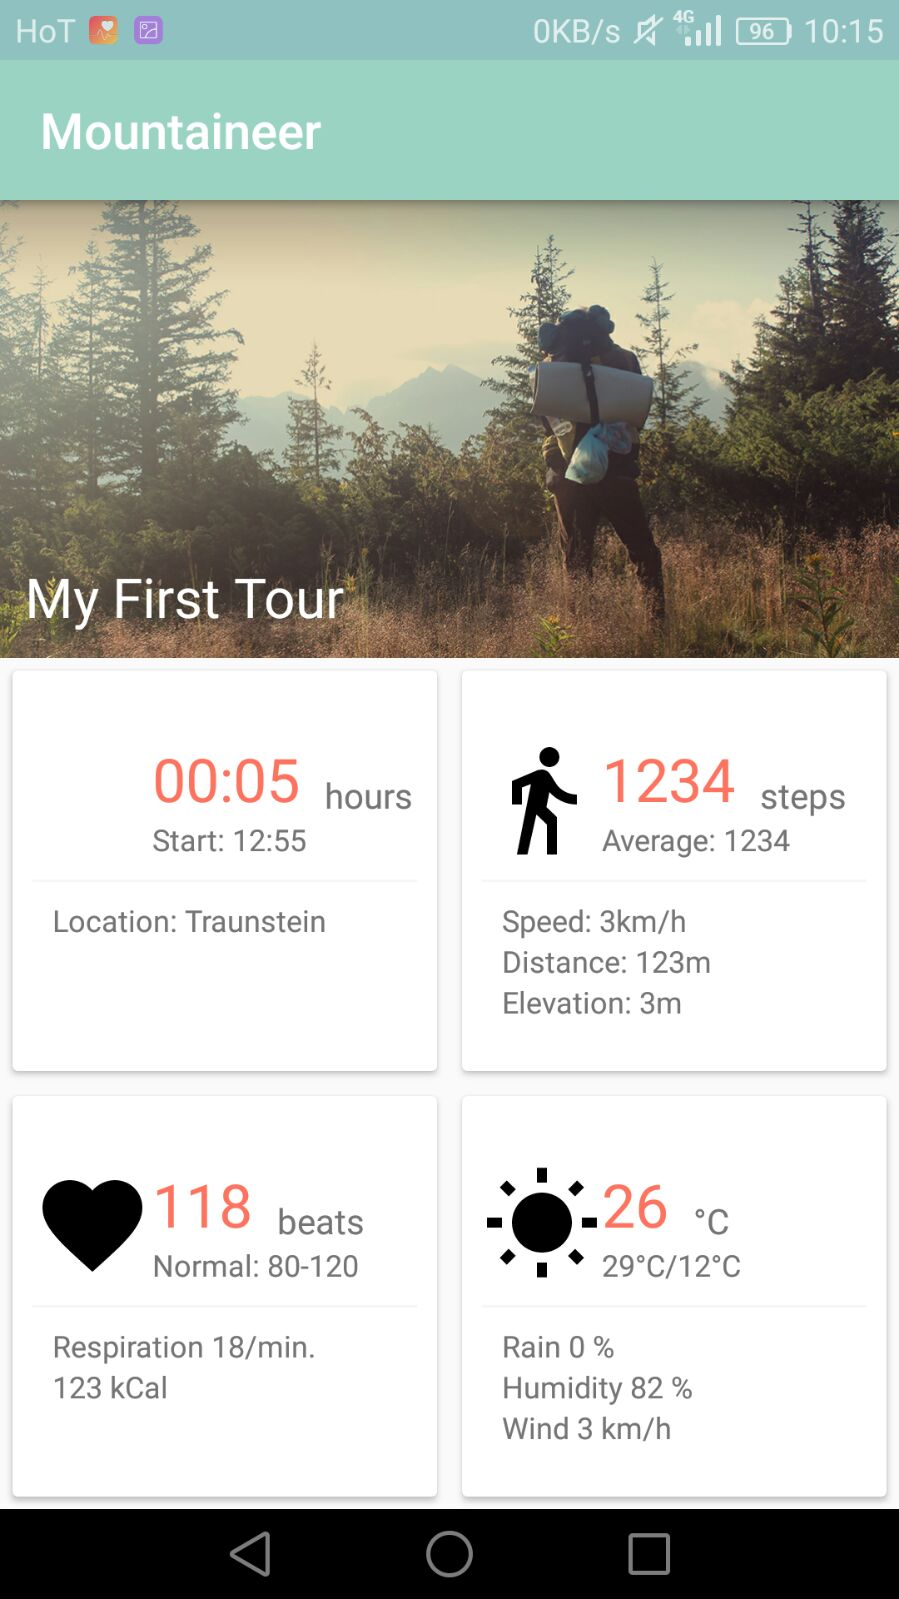 HoT 0KB/s 4G 96 10:15
Mountaineer
My First Tour
00:05 hours
Start: 12:55
Location: Traunstein
1234 steps
Average: 1234
Speed: 3km/h
Distance: 123m
Elevation: 3m
118 beats
Normal: 80-120
Respiration 18/min.
123 kCal
26 °C
29°C/12°C
Rain 0 %
Humidity 82 %
Wind 3 km/h